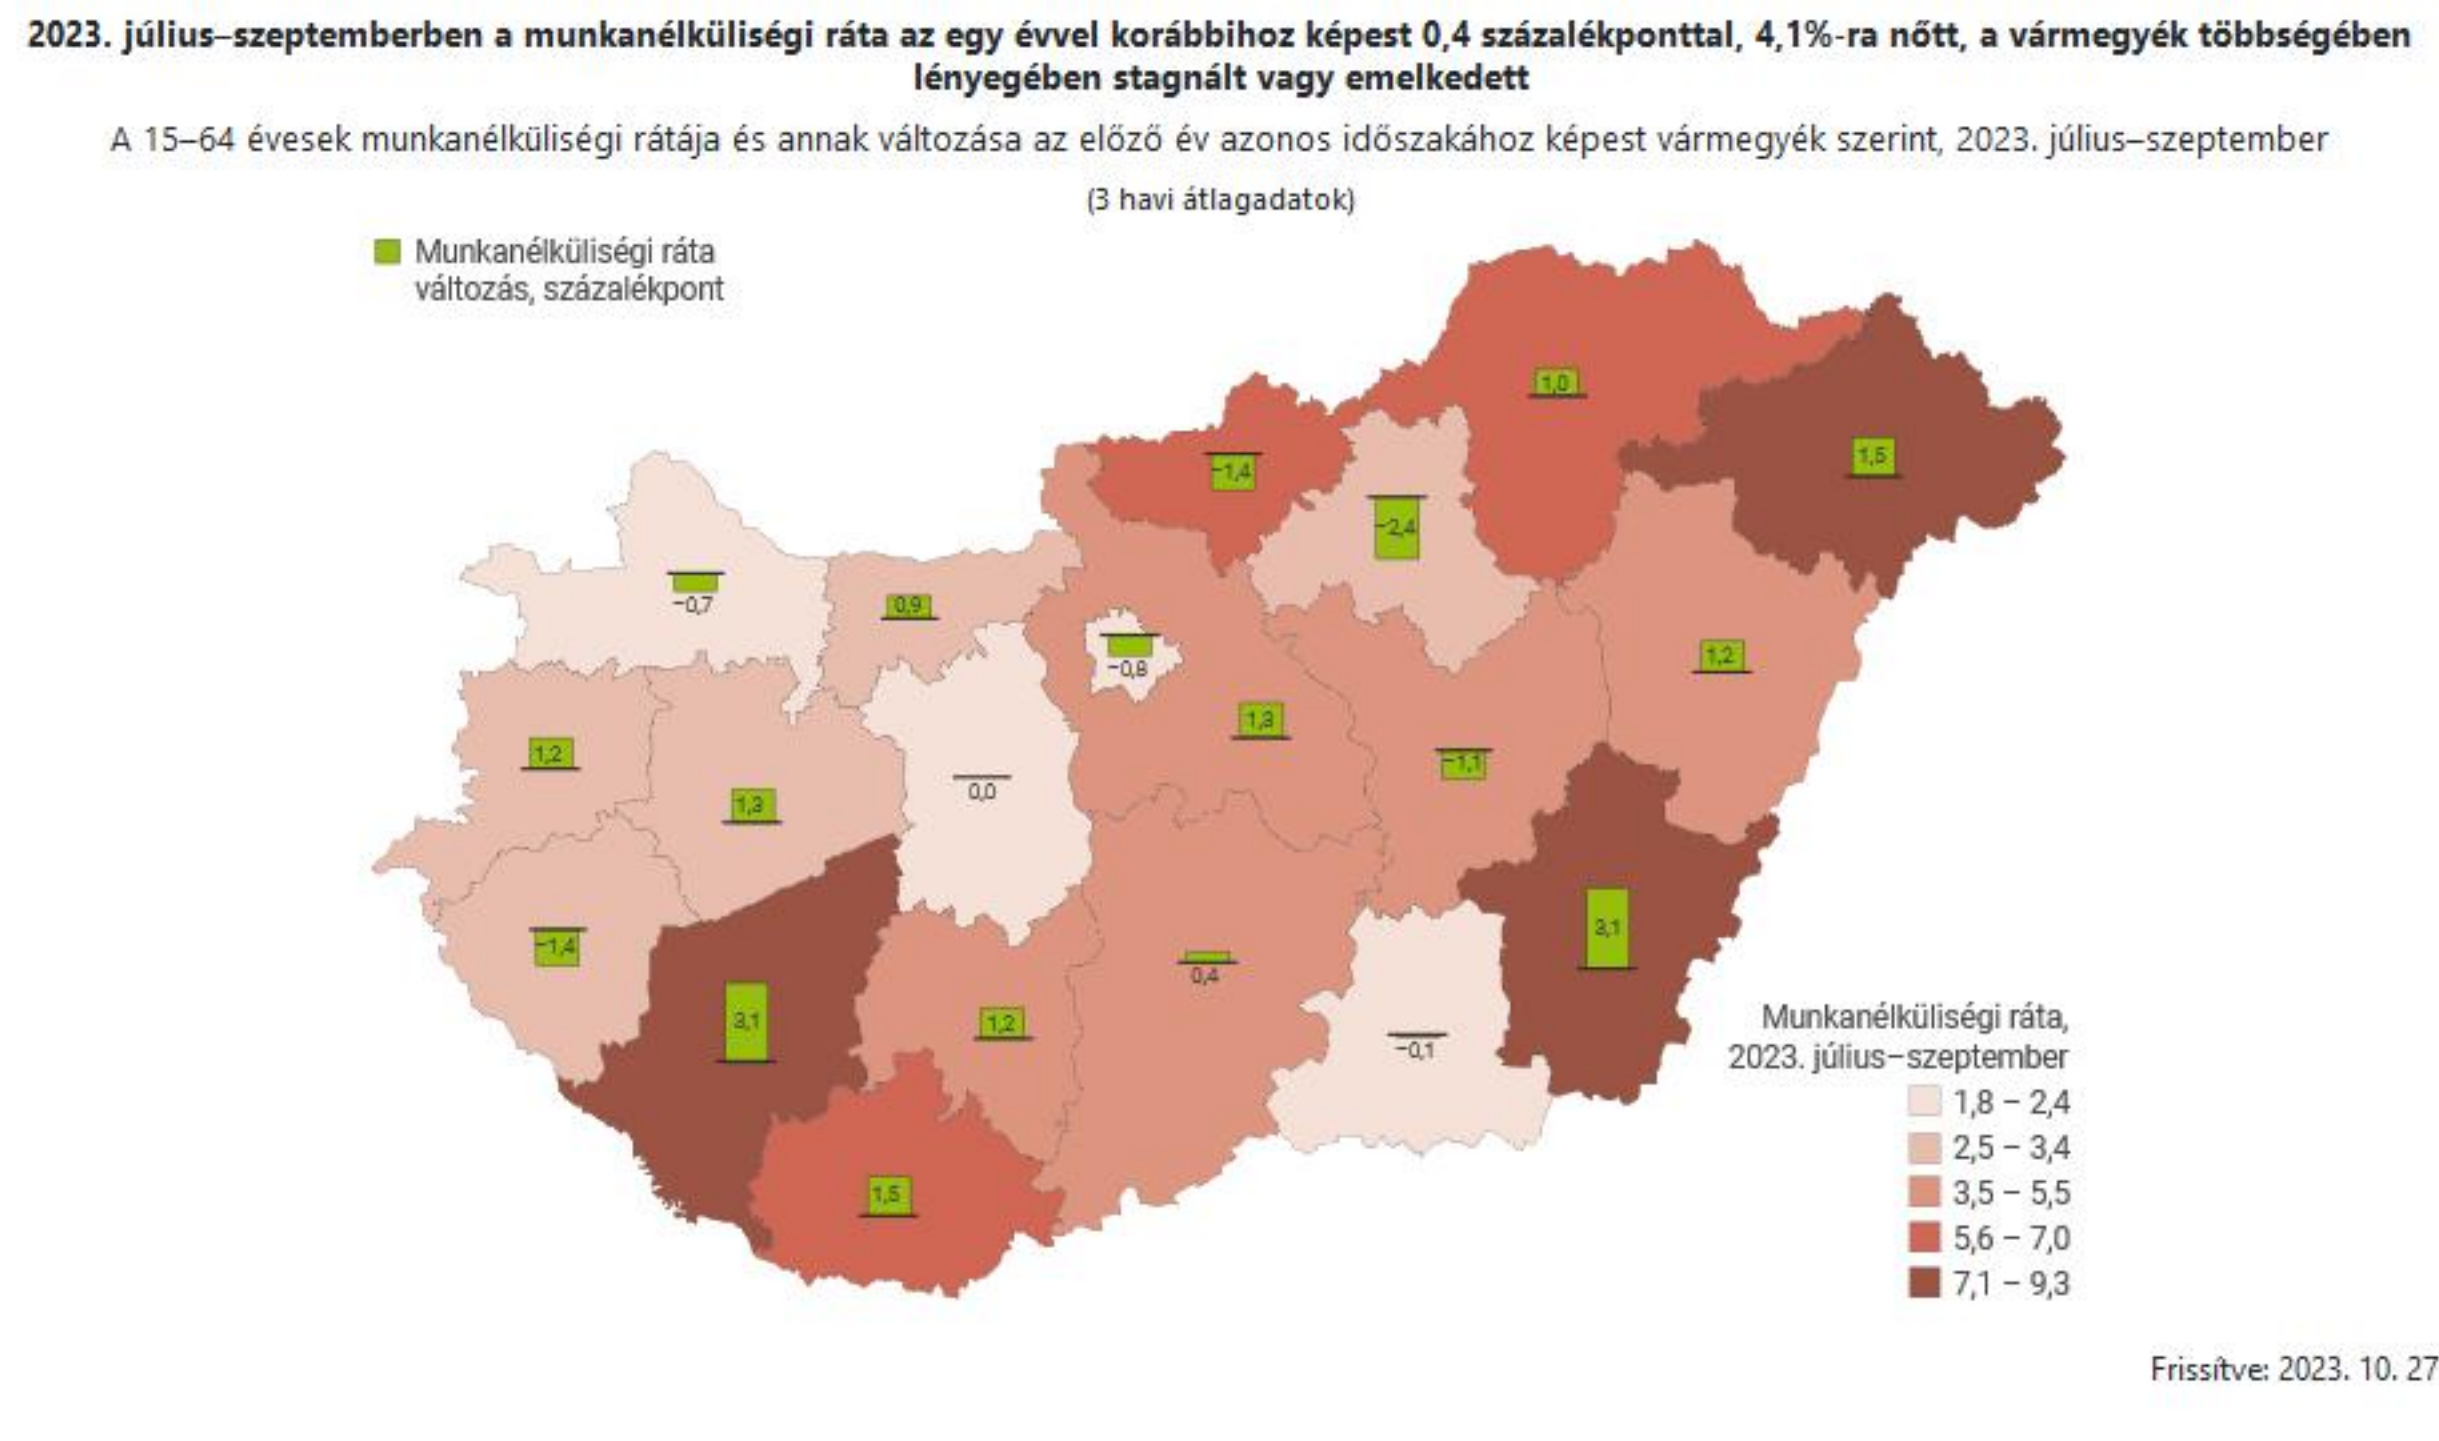 2023. július–szeptemberben a munkanélküliségi ráta az egy évvel korábbihoz képest 0,4 százalékponttal, 4,1%-ra nőtt, a vármegyék többségében
lényegében stagnált vagy emelkedett
A 15–64 évesek munkanélküliségi rátája és annak változása az előző év azonos időszakához képest vármegyék szerint, 2023. július–szeptember
(3 havi átlagadatok)
Munkanélküliségi ráta
változás, százalékpont
1,0
1,5
−1,4
−2,4
−0,7
0,9
−0,8
1,2
1,3
1,2
−1,1
1,3
0,0
3,1
−1,4
0,4
3,1
1,2
−0,1
1,5
Munkanélküliségi ráta,
2023. július–szeptember
1,8 – 2,4
2,5 – 3,4
3,5 – 5,5
5,6 – 7,0
7,1 – 9,3
Frissítve: 2023. 10. 27